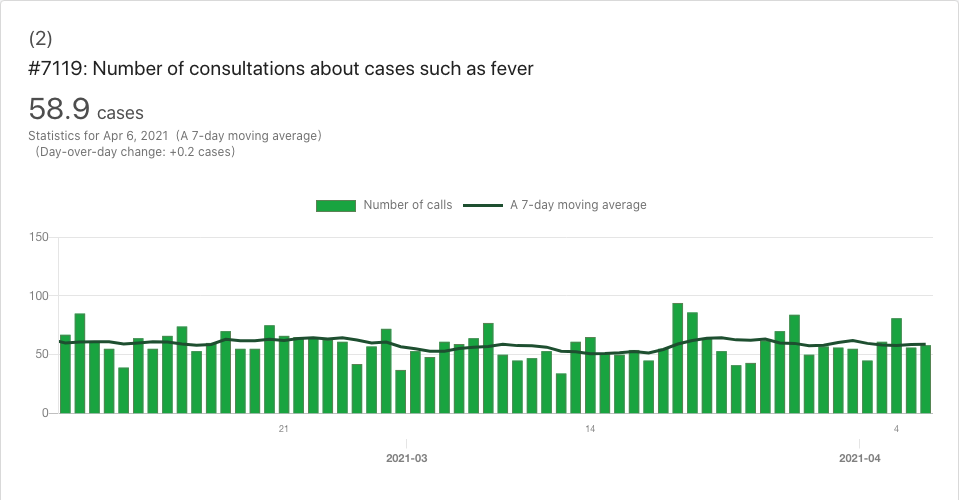 (2)
#7119: Number of consultations about cases such as fever
58.9 cases
Statistics for Apr 6, 2021 (A 7-day moving average)
(Day-over-day change: +0.2 cases)
Number of calls A 7-day moving average
150
100
50
0
21 14 4
2021-03 2021-04